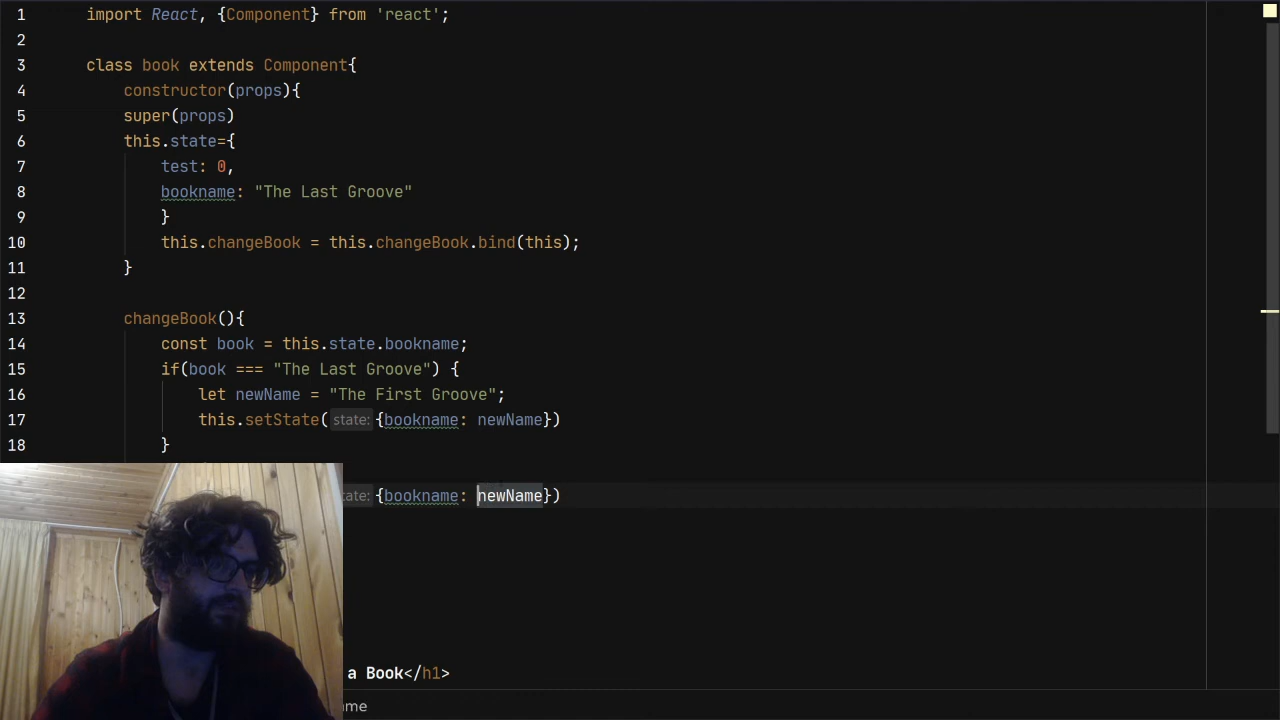 1 import React, {Component} from 'react';
2
3 class book extends Component{
4 constructor(props){
5 super(props)
6 this.state={
7 test: 0,
8 bookname: "The Last Groove"
9 }
10 this.changeBook = this.changeBook.bind(this);
11 }
12
13 changeBook(){
14 const book = this.state.bookname;
15 if(book === "The Last Groove") {
16 let newName = "The First Groove";
17 this.setState( state: {bookname: newName})
18 }
ate: {bookname: newName})
a Book</h1>
me